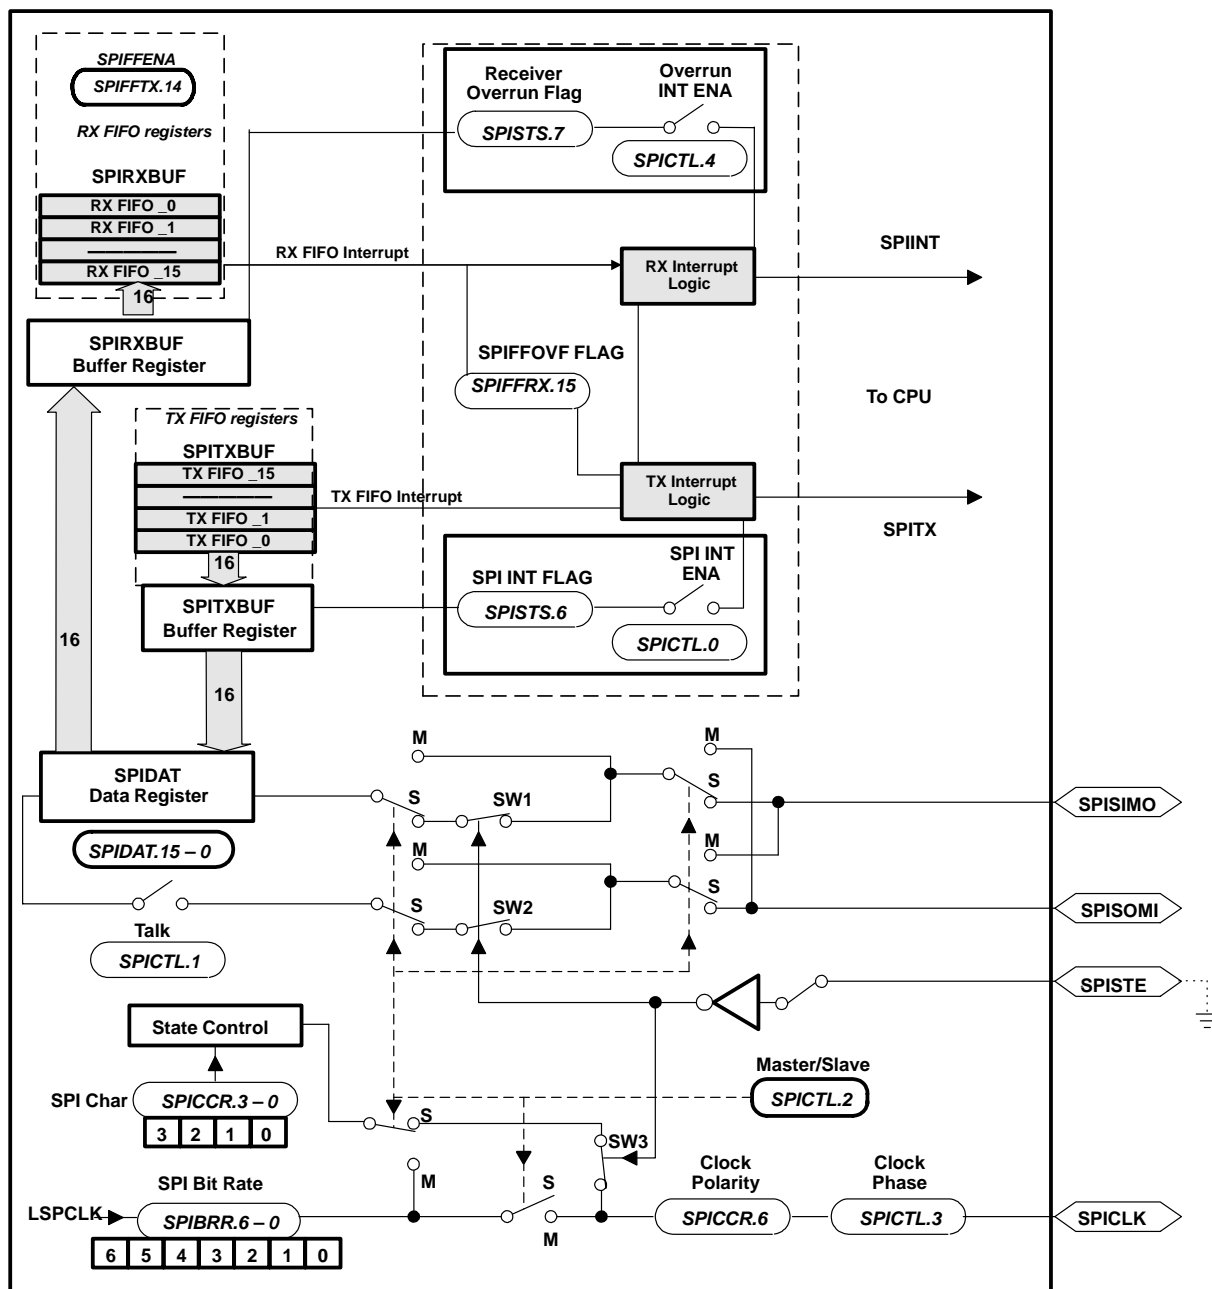 SPIFFENA
SPIFFTX.14
RX FIFO registers
SPIRXBUF
RX FIFO _0
RX FIFO _1
RX FIFO _15
16
SPIRXBUF
Buffer Register
Receiver
Overrun Flag
SPISTS.7
Overrun
INT ENA
SPICTL.4
RX FIFO Interrupt
RX Interrupt
Logic
SPIINT
SPIFFOVF FLAG
SPIFFRX.15
To CPU
TX FIFO registers
SPITXBUF
TX FIFO _15
TX FIFO _1
TX FIFO _0
16
TX FIFO Interrupt
TX Interrupt
Logic
SPITX
SPITXBUF
Buffer Register
SPI INT FLAG
SPISTS.6
SPI INT
ENA
SPICTL.0
16
16
SPIDAT
Data Register
SPIDAT.15 – 0
M
S
SW1
M
S
SPISIMO
M
S
SW2
M
S
SPISOMI
Talk
SPICTL.1
SPISTE
State Control
SPI Char
SPICCR.3 – 0
3 2 1 0
Master/Slave
SPICTL.2
S
M
SW3
SPI Bit Rate
LSPCLK
SPIBRR.6 – 0
6 5 4 3 2 1 0
S
M
Clock
Polarity
SPICCR.6
Clock
Phase
SPICTL.3
SPICLK